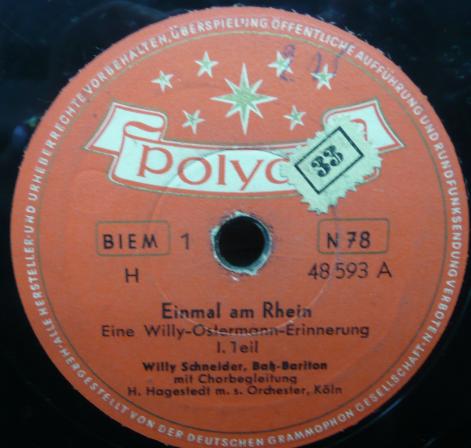 ALLE HERSTELLER- UND URHEBERRECHTE VORBEHALTEN, ÜBERSPIELUNG, ÖFFENTLICHE AUFFÜHRUNG UND RUNDFUNKSENDUNG VERBOTEN!
polyd
33
BIEM 1
N 78
H
48 593 A
Einmal am Rhein
Eine Willy-Ostermann-Erinnerung
I. Teil
Willy Schneider, Baß-Bariton
mit Chorbegleitung
H. Hagestedt m. s. Orchester, Köln
HERGESTELLT VON DER DEUTSCHEN GRAMMOPHON GESELLSCHAFT